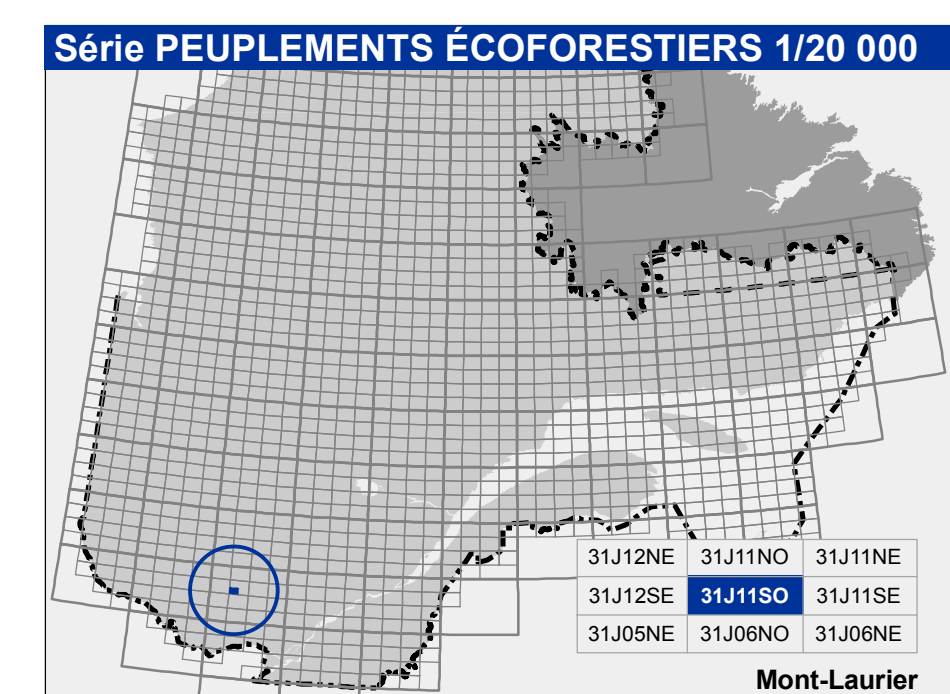 Série PEUPLEMENTS ÉCOFORESTIERS 1/20 000
31J12NE 31J11NO 31J11NE
31J12SE 31J11SO 31J11SE
31J05NE 31J06NO 31J06NE
Mont-Laurier